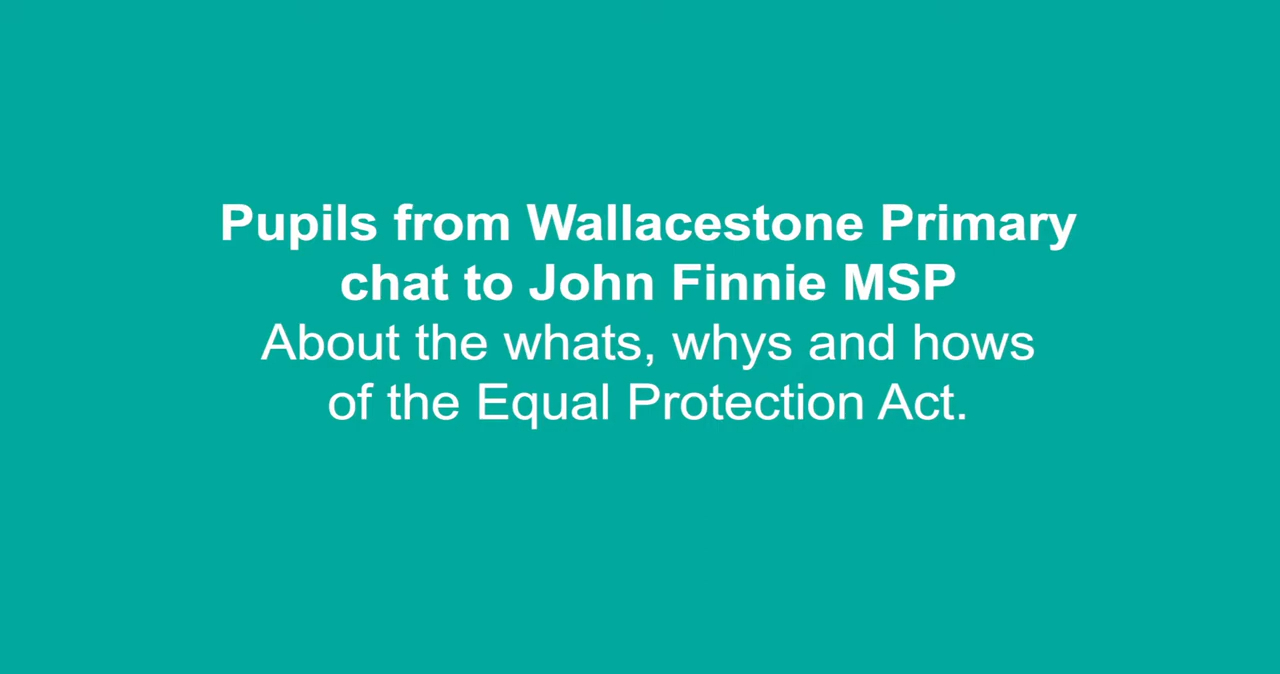 Pupils from Wallacestone Primary
chat to John Finnie MSP
About the whats, whys and hows
of the Equal Protection Act.